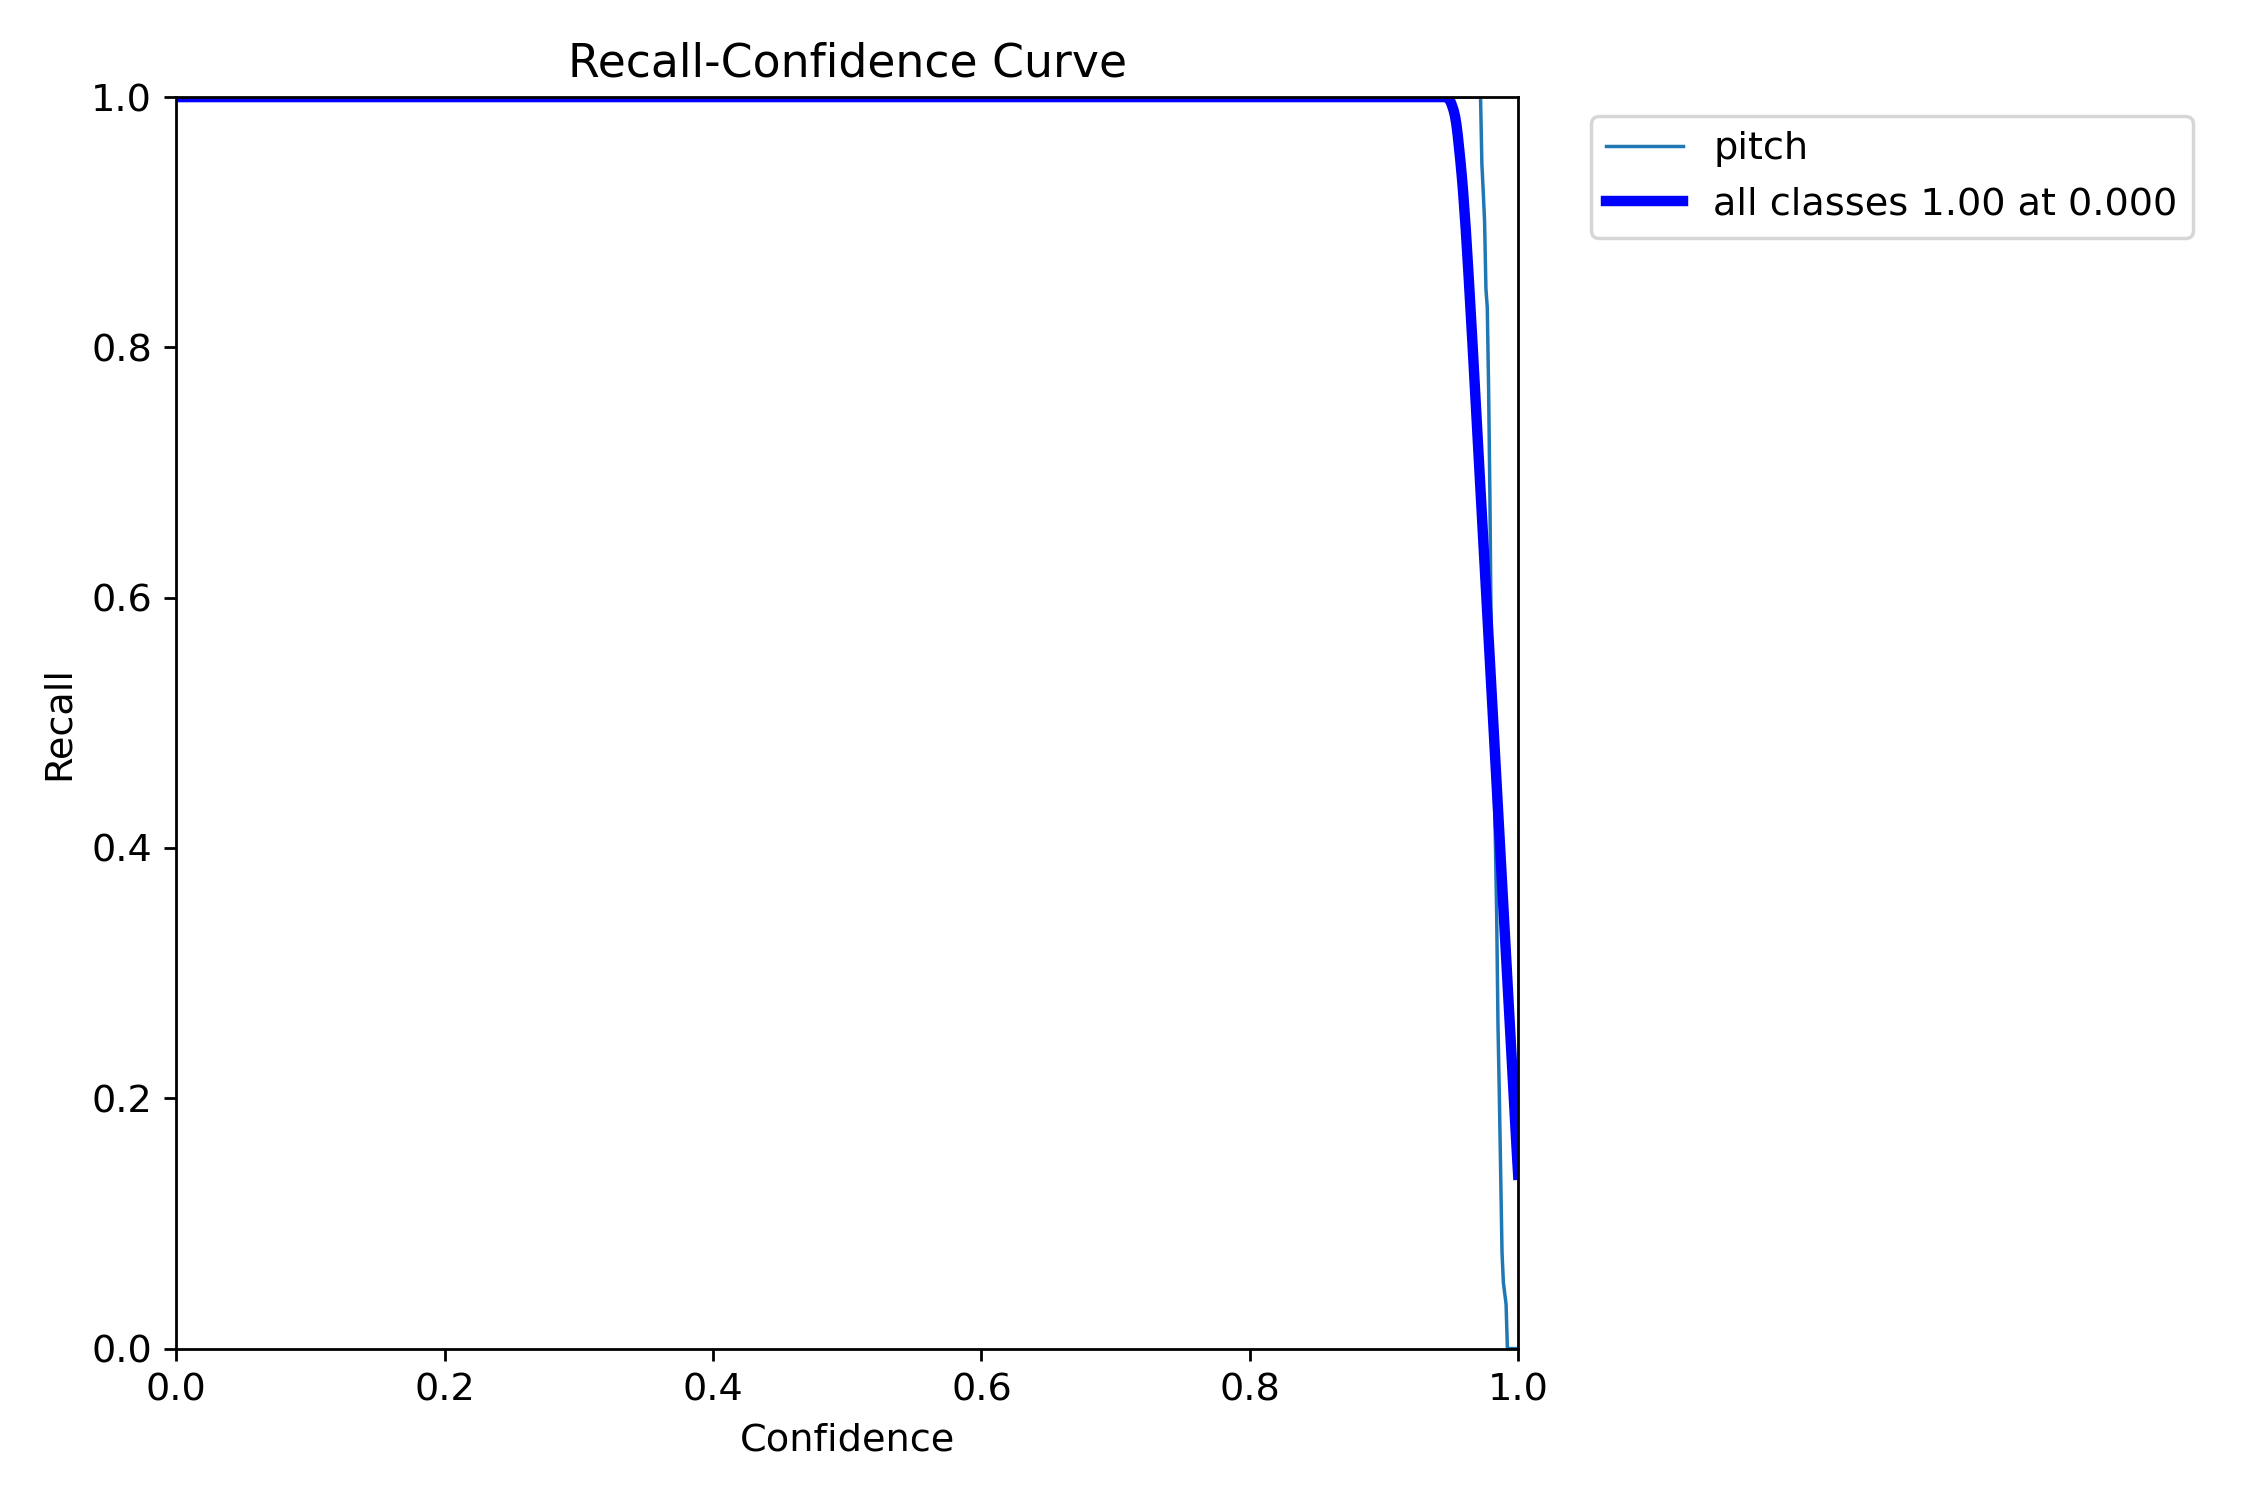 Recall-Confidence Curve
1.0
0.8
0.6
0.4
0.2
0.0
Recall
0.0 0.2 0.4 0.6 0.8 1.0
Confidence
pitch
all classes 1.00 at 0.000